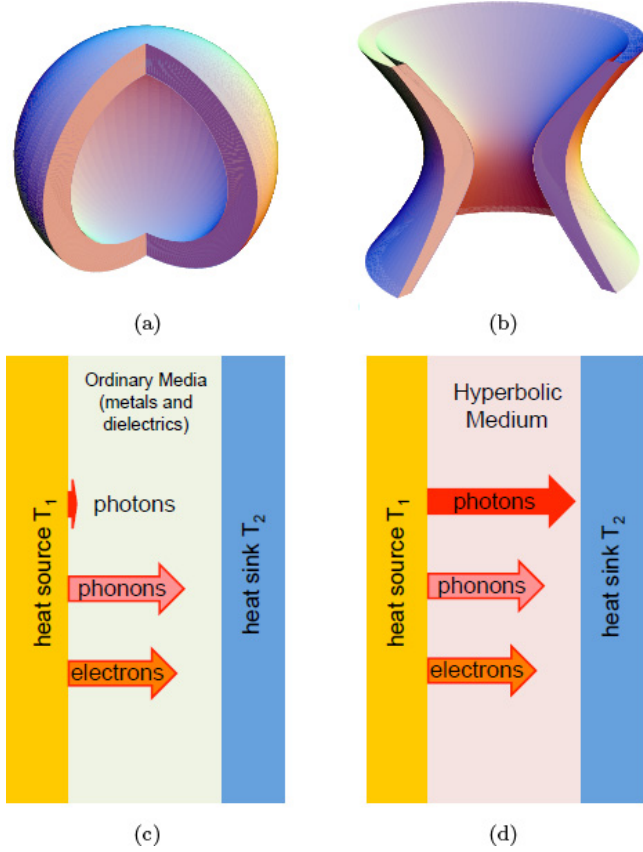 (a)
(b)
Ordinary Media
(metals and
dielectrics)
photons
phonons
electrons
heat source T1
heat sink T2
(c)
Hyperbolic
Medium
photons
phonons
electrons
heat source T1
heat sink T2
(d)